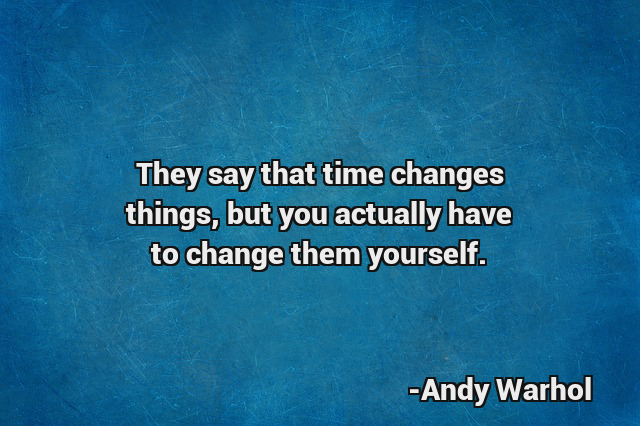 They say that time changes
things, but you actually have
to change them yourself.
-Andy Warhol